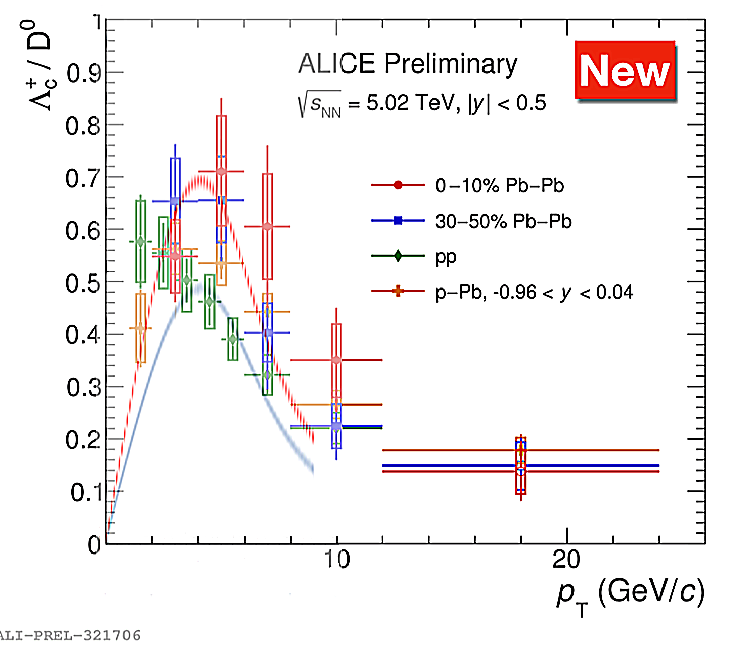 Λc+ / D0
1
0.9
0.8
0.7
0.6
0.5
0.4
0.3
0.2
0.1
0
ALICE Preliminary
√sNN = 5.02 TeV, |y| < 0.5
New
0–10% Pb–Pb
30–50% Pb–Pb
pp
p–Pb, -0.96 < y < 0.04
10
20
pT (GeV/c)
ALI-PREL-321706